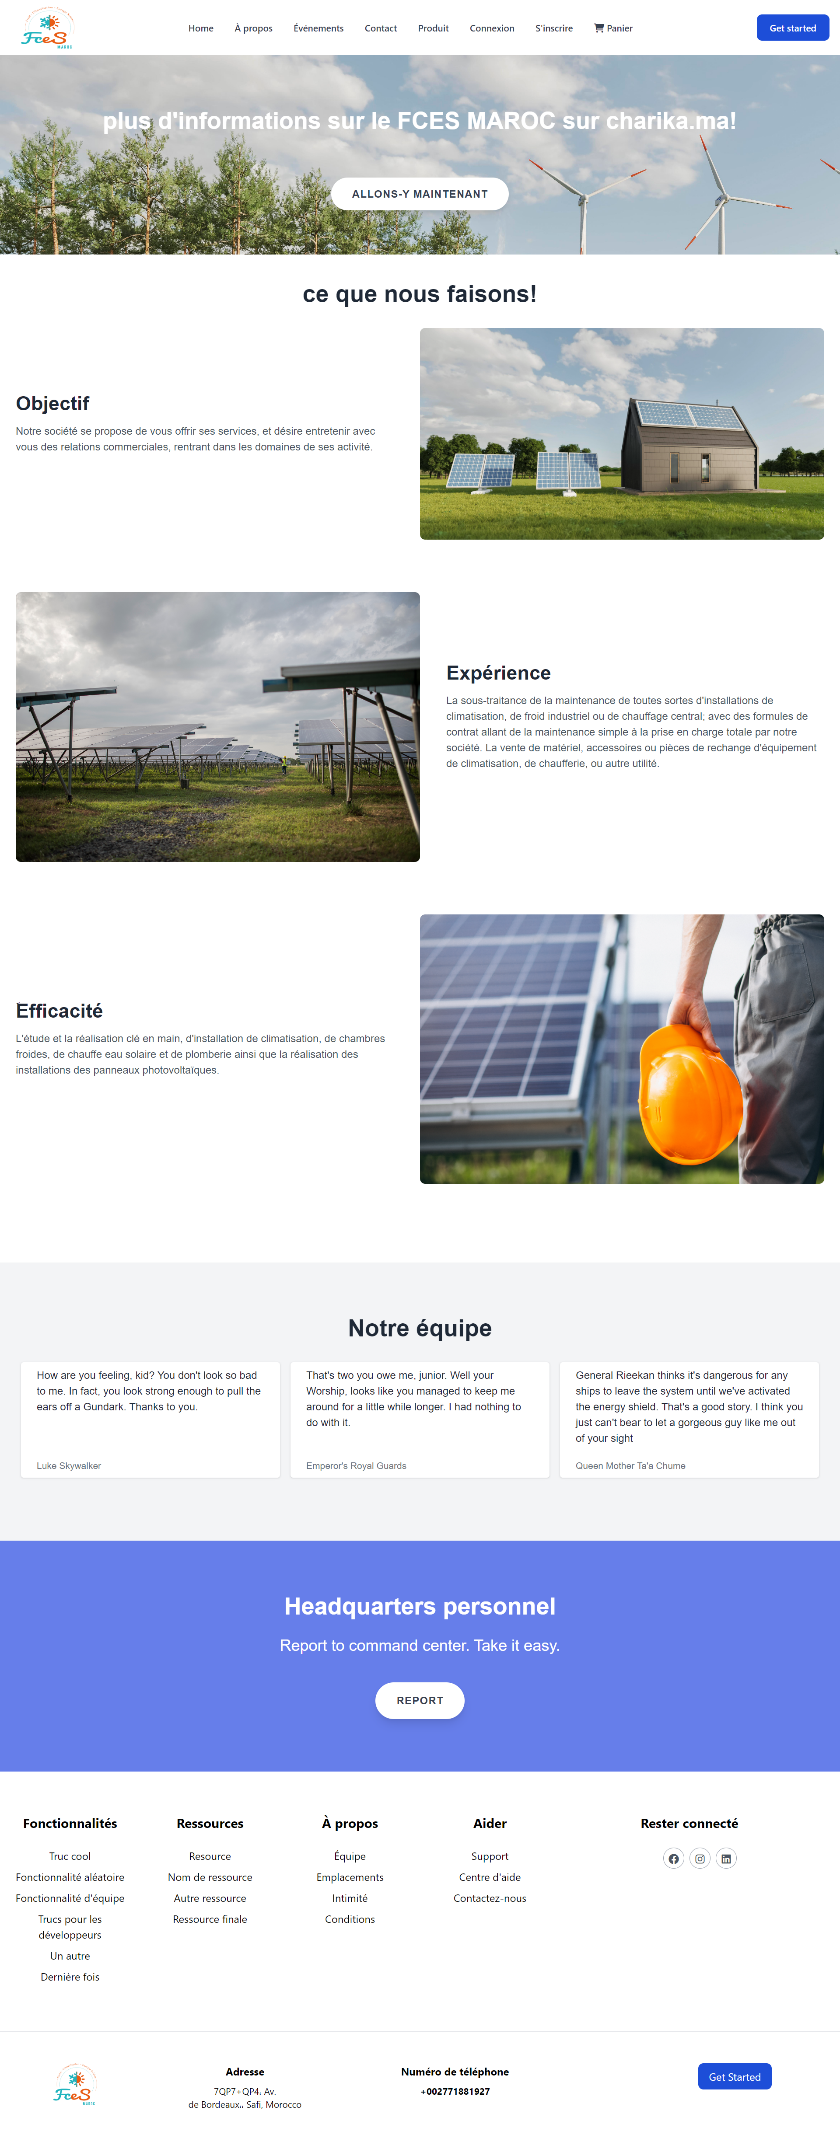 FceS
MAROC
Home
À propos
Événements
Contact
Produit
Connexion
S'inscrire
Panier
Get started
plus d'informations sur le FCES MAROC sur charika.ma!
ALLONS-Y MAINTENANT
ce que nous faisons!
Objectif
Notre société se propose de vous offrir ses services, et désire entretenir avec
vous des relations commerciales, rentrant dans les domaines de ses activité.
Expérience
La sous-traitance de la maintenance de toutes sortes d'installations de
climatisation, de froid industriel ou de chauffage central; avec des formules de
contrat allant de la maintenance simple à la prise en charge totale par notre
société. La vente de matériel, accessoires ou pièces de rechange d'équipement
de climatisation, de chaufferie, ou autre utilité.
Efficacité
L'étude et la réalisation clé en main, d'installation de climatisation, de chambres
froides, de chauffe eau solaire et de plomberie ainsi que la réalisation des
installations des panneaux photovoltaïques.
Notre équipe
How are you feeling, kid? You don't look so bad
to me. In fact, you look strong enough to pull the
ears off a Gundark. Thanks to you.
Luke Skywalker
That's two you owe me, junior. Well your
Worship, looks like you managed to keep me
around for a little while longer. I had nothing to
do with it.
Emperor's Royal Guards
General Rieekan thinks it's dangerous for any
ships to leave the system until we've activated
the energy shield. That's a good story. I think you
just can't bear to let a gorgeous guy like me out
of your sight
Queen Mother Ta'a Chume
Headquarters personnel
Report to command center. Take it easy.
REPORT
Fonctionnalités
Truc cool
Fonctionnalité aléatoire
Fonctionnalité d'équipe
Trucs pour les
développeurs
Un autre
Dernière fois
Ressources
Resource
Nom de ressource
Autre ressource
Ressource finale
À propos
Équipe
Emplacements
Intimité
Conditions
Aider
Support
Centre d'aide
Contactez-nous
Rester connecté
FceS
MAROC
Adresse
7QP7+QP4, Av.
de Bordeaux,, Safi, Morocco
Numéro de téléphone
+002771881927
Get Started